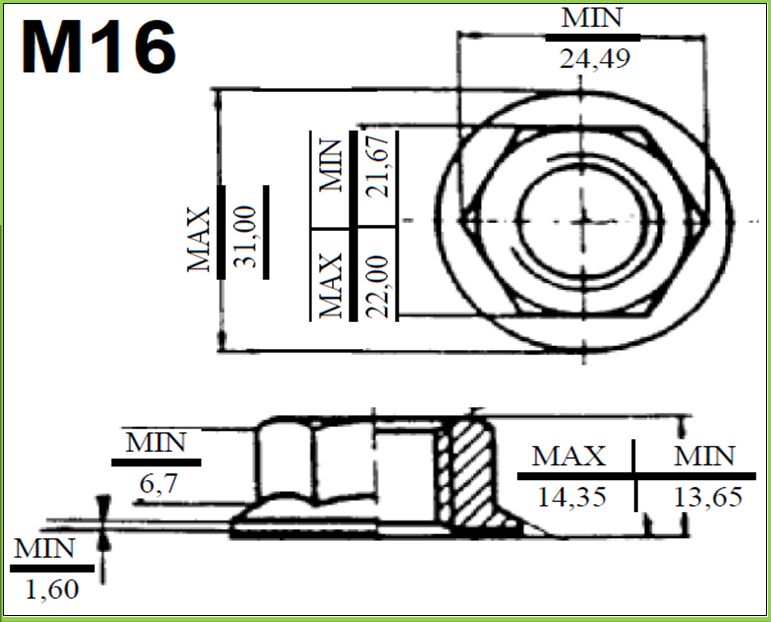 M16
MIN
24,49
MIN
21,67
MAX
22,00
MAX
31,00
MIN
6,7
MAX MIN
14,35 13,65
MIN
1,60